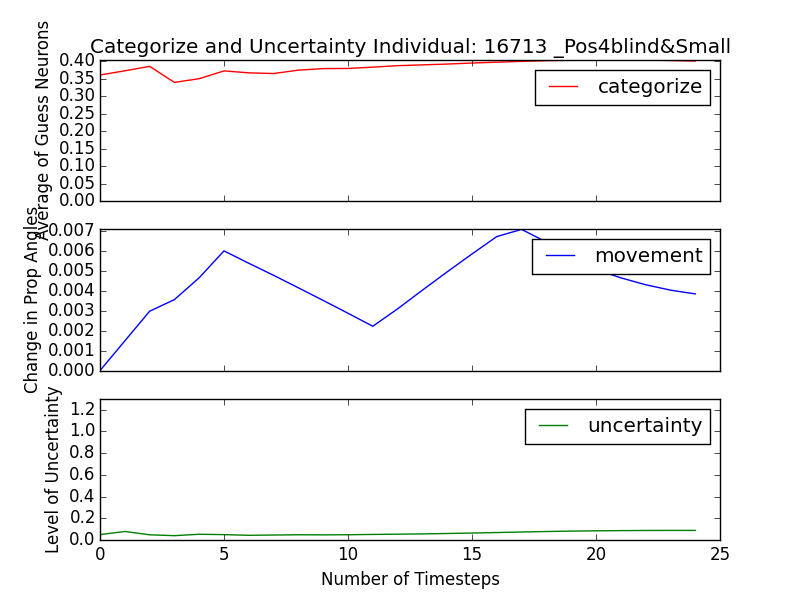 Categorize and Uncertainty Individual: 16713 _Pos4blind&Small
Average of Guess Neurons
0.40
0.35
0.30
0.25
0.20
0.15
0.10
0.05
0.00
categorize
Change in Prop Angles
0.007
0.006
0.005
0.004
0.003
0.002
0.001
0.000
movement
Level of Uncertainty
1.2
1.0
0.8
0.6
0.4
0.2
0.0
uncertainty
0 5 10 15 20 25
Number of Timesteps